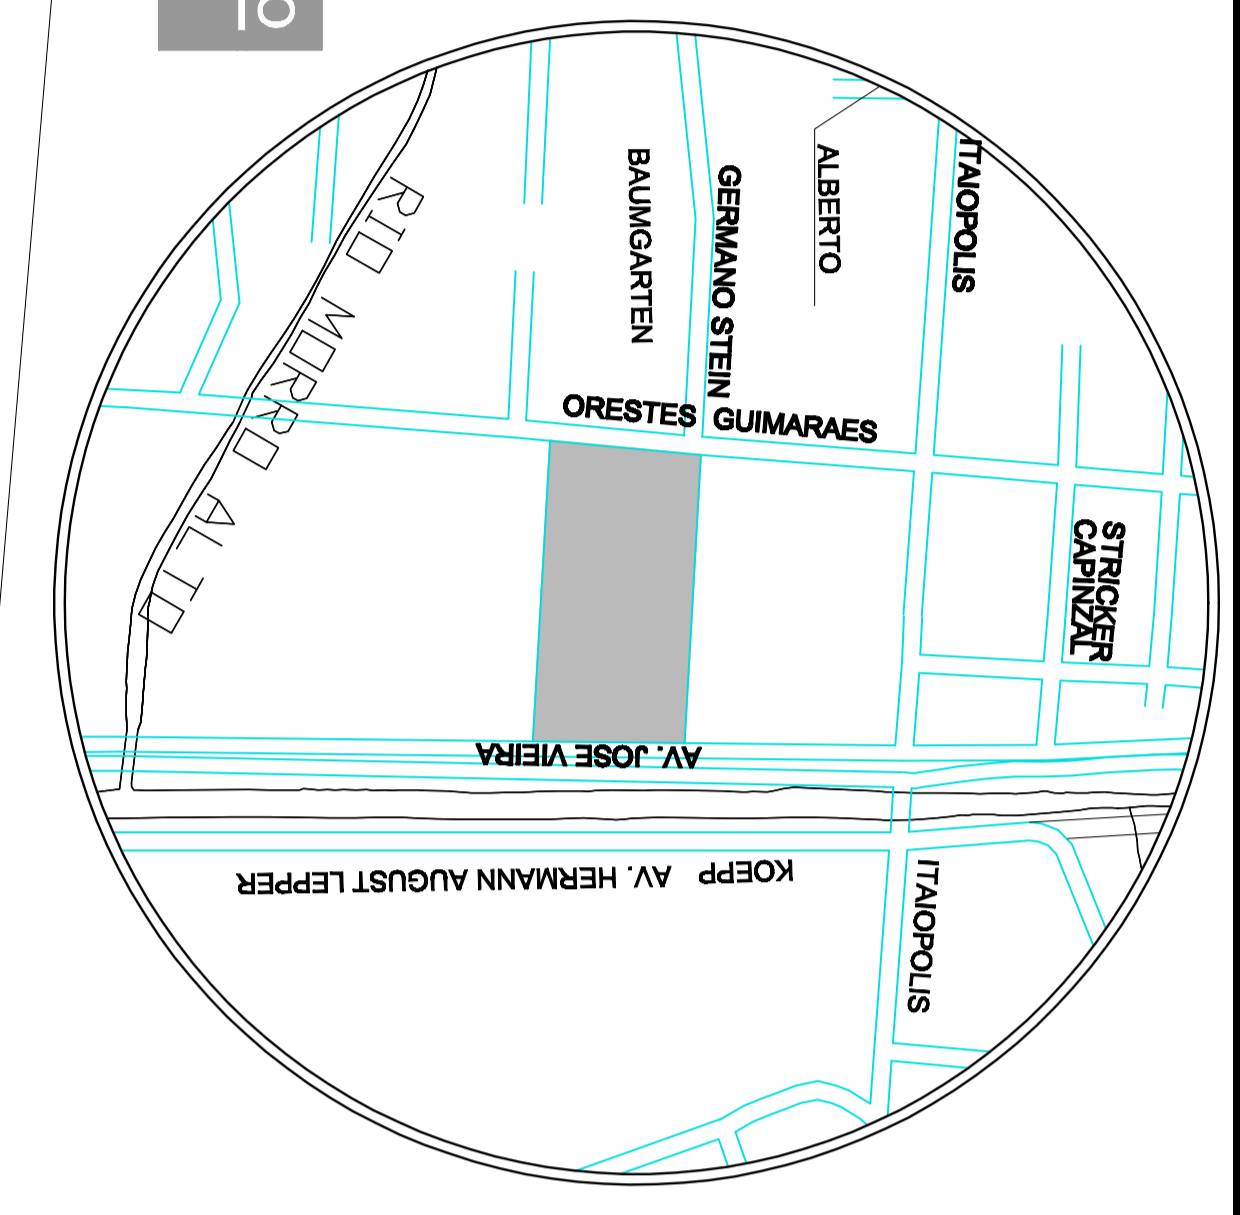 RIO MORRO ALTO
BAUMGARTEN
GERMANO STEIN
ALBERTO
ITAIOPOLIS
ORESTES GUIMARAES
STRICKER
CAPINZAL
AV. JOSE VIEIRA
KOEPP AV. HERMANN AUGUST LEPPER
ITAIOPOLIS